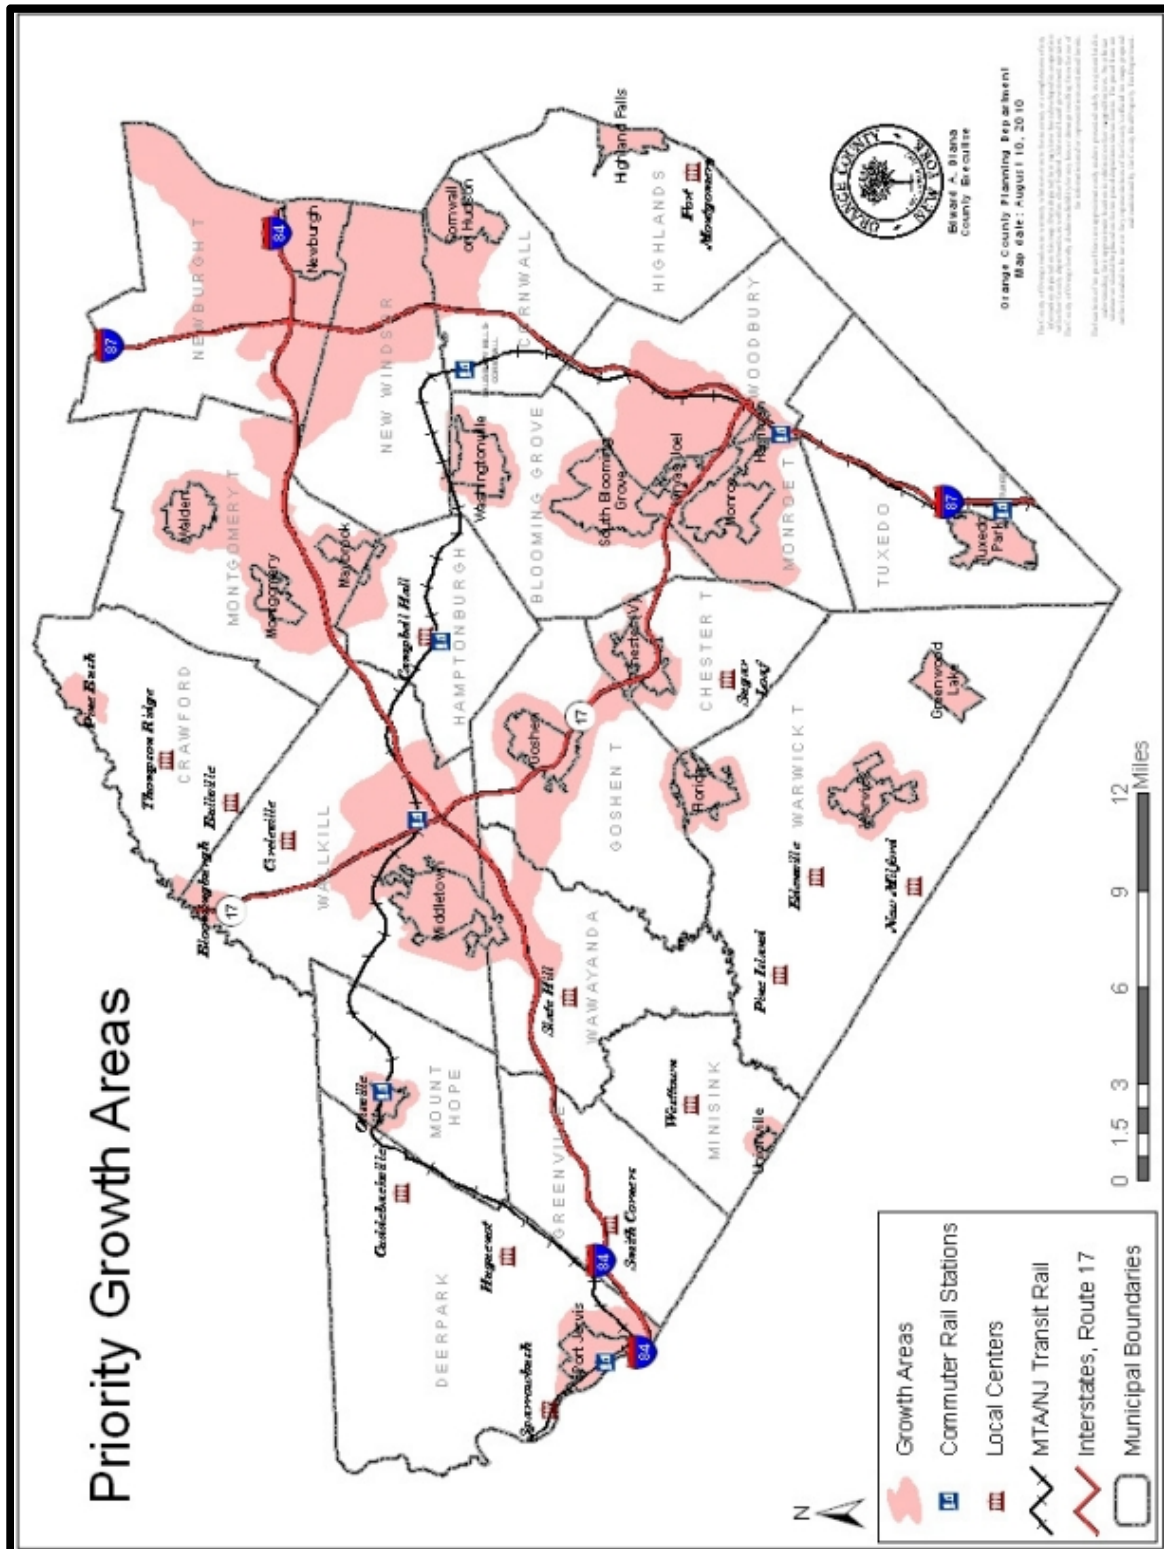 Priority Growth Areas
Sparrowbush
Port Jervis
84
DEERPARK
Huguenot
Cuddebackville
Otisville
MOUNT
HOPE
GREENVILLE
84
Smith Corners
Unionville
MINISINK
Westtown
WAWAYANDA
Slate Hill
Pine Island
Bloomingburgh
17
WALLKILL
Middletown
Circleville
Bullville
Thompson Ridge
CRAWFORD
Pine Bush
Goshen
17
GOSHEN T
Florida
Edenville
WARWICK T
New Milford
Warwick
Greenwood
Lake
Sugar
Loaf
CHESTER T
Chester (V)
HAMPTONBURGH
Campbell Hall
Montgomery
MONTGOMERY T
Maybrook
Walden
BLOOMING GROVE
South Blooming
Grove
Washingtonville
Kiryas Joel
Monroe
MONROE T
Harriman
WOODBURY
TUXEDO
Tuxedo
Park
87
NEW WINDSOR
NEWBURGH T
87
84
Newburgh
Cornwall
on Hudson
CORNWALL
HIGHLANDS
Highland Falls
Fort
Montgomery
ORANGE COUNTY
NEW YORK
Edward A. Diana
County Executive
Orange County Planning Department
Map date: August 10, 2010
N
Growth Areas
Commuter Rail Stations
Local Centers
MTA/NJ Transit Rail
Interstates, Route 17
Municipal Boundaries
0 1.5 3 6 9 12
Miles